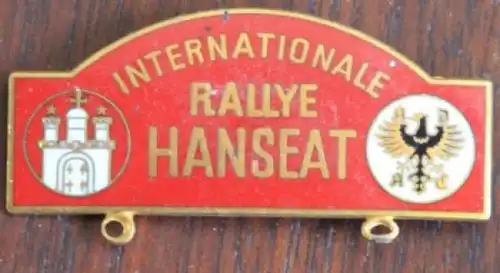 INTERNATIONALE
RALLYE
HANSEAT
A D
A C